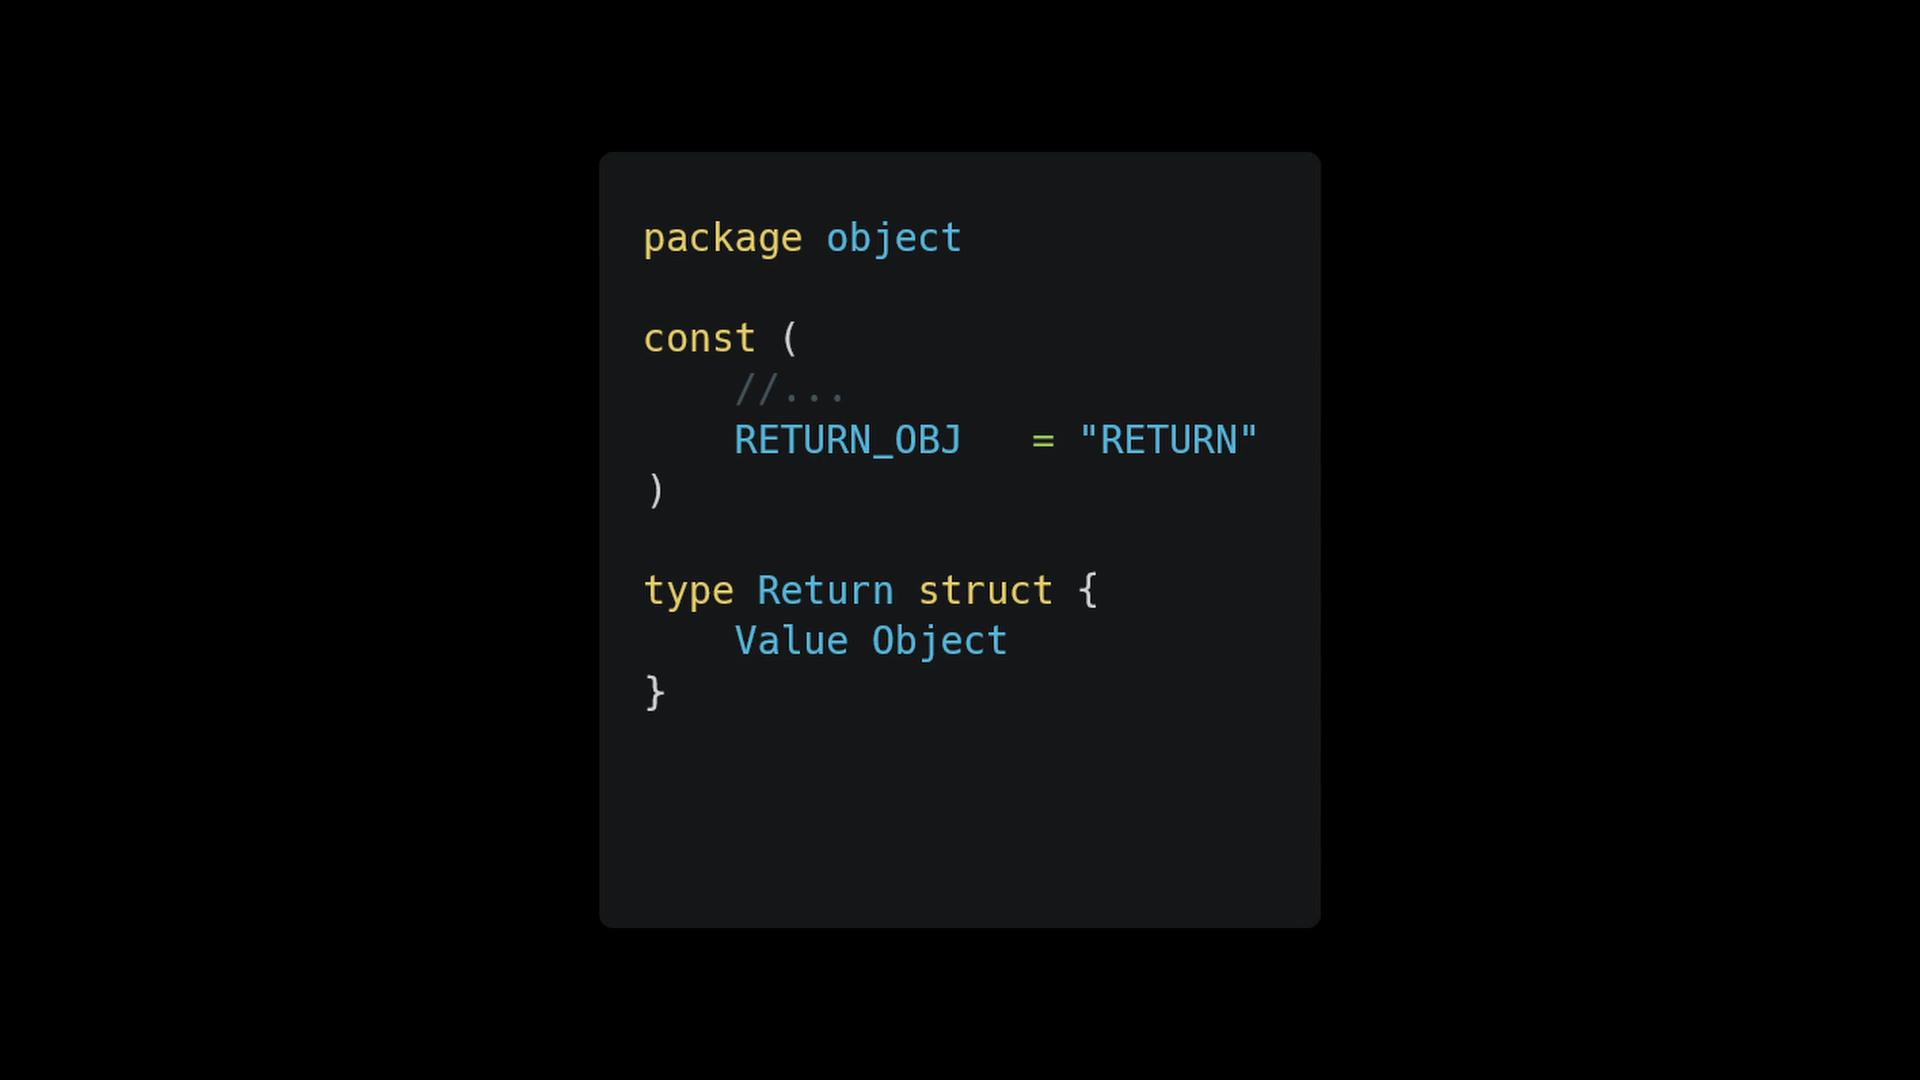 package object
const (
    //...
    RETURN_OBJ   = "RETURN"
)
type Return struct {
    Value Object
}